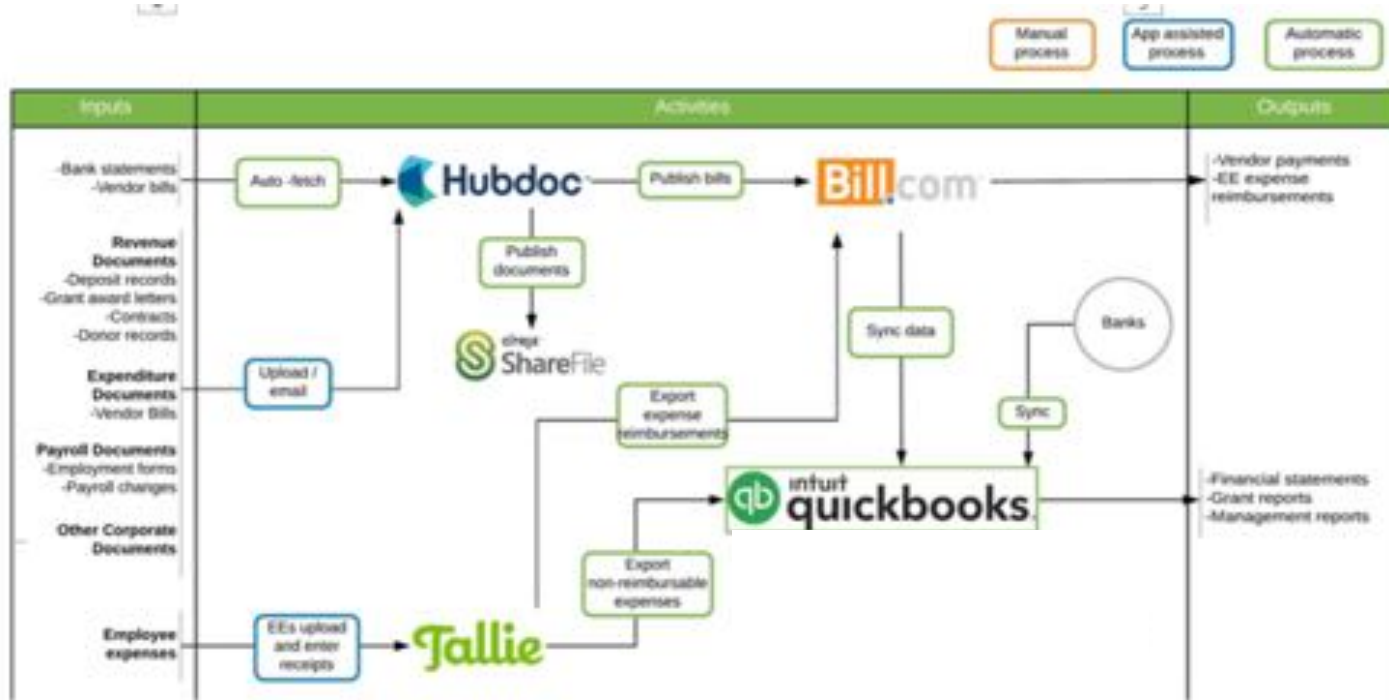 Manual
process
App assisted
process
Automatic
process
Inputs
Activities
Outputs
-Bank statements
-Vendor bills
Auto -fetch
Hubdoc
Publish bills
Bill.com
-Vendor payments
-EE expense
reimbursements
Revenue
Documents
-Deposit records
-Grant award letters
-Contracts
-Donor records
Publish
documents
citrix
ShareFile
Sync data
Banks
Expenditure
Documents
-Vendor Bills
Upload /
email
Export
expense
reimbursements
Sync
Payroll Documents
-Employment forms
-Payroll changes
qb
intuit
quickbooks.
-Financial statements
-Grant reports
-Management reports
Other Corporate
Documents
Export
non-reimbursable
expenses
Employee
expenses
EEs upload
and enter
receipts
Tallie